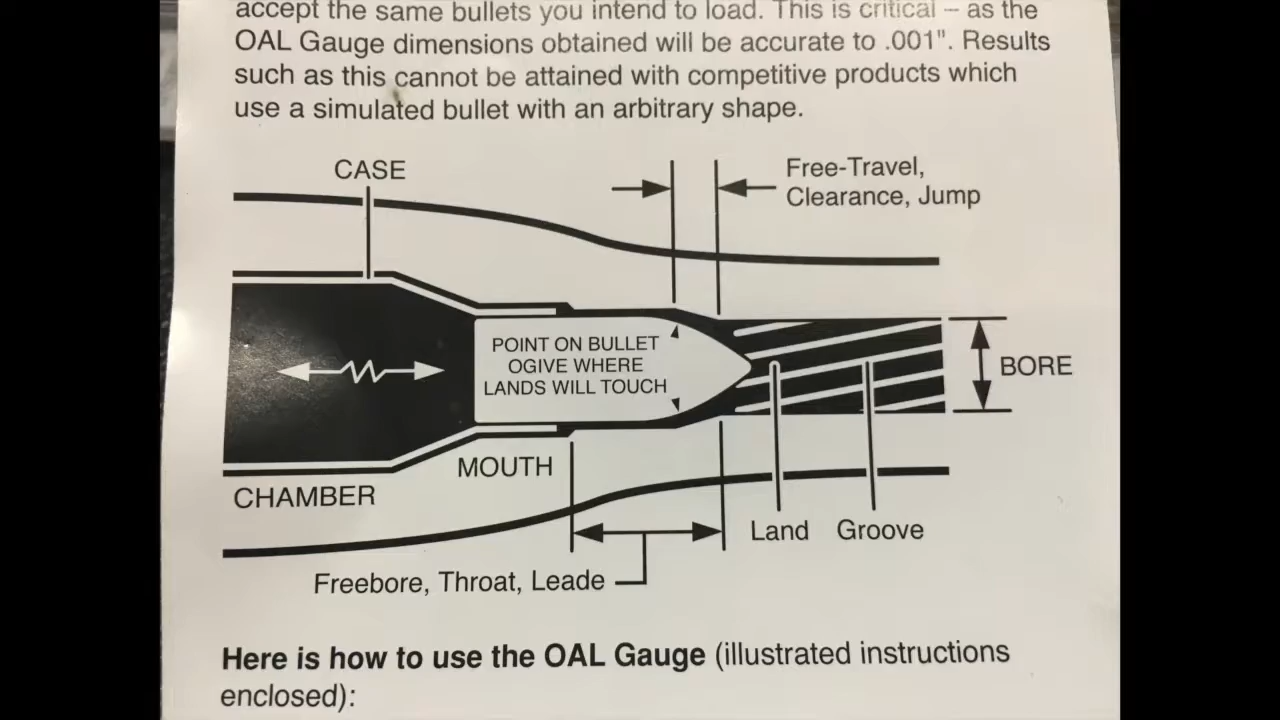 accept the same bullets you intend to load. This is critical – as the
OAL Gauge dimensions obtained will be accurate to .001". Results
such as this cannot be attained with competitive products which
use a simulated bullet with an arbitrary shape.
CASE
Free-Travel,
Clearance, Jump
POINT ON BULLET
OGIVE WHERE
LANDS WILL TOUCH
BORE
MOUTH
CHAMBER
Land
Groove
Freebore, Throat, Leade
Here is how to use the OAL Gauge (illustrated instructions
enclosed):